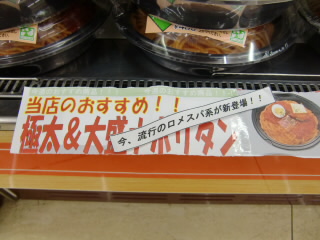 当店のおすすめ！！
極太＆大盛ナポリタン
今、流行のロメスパ系が新登場！！